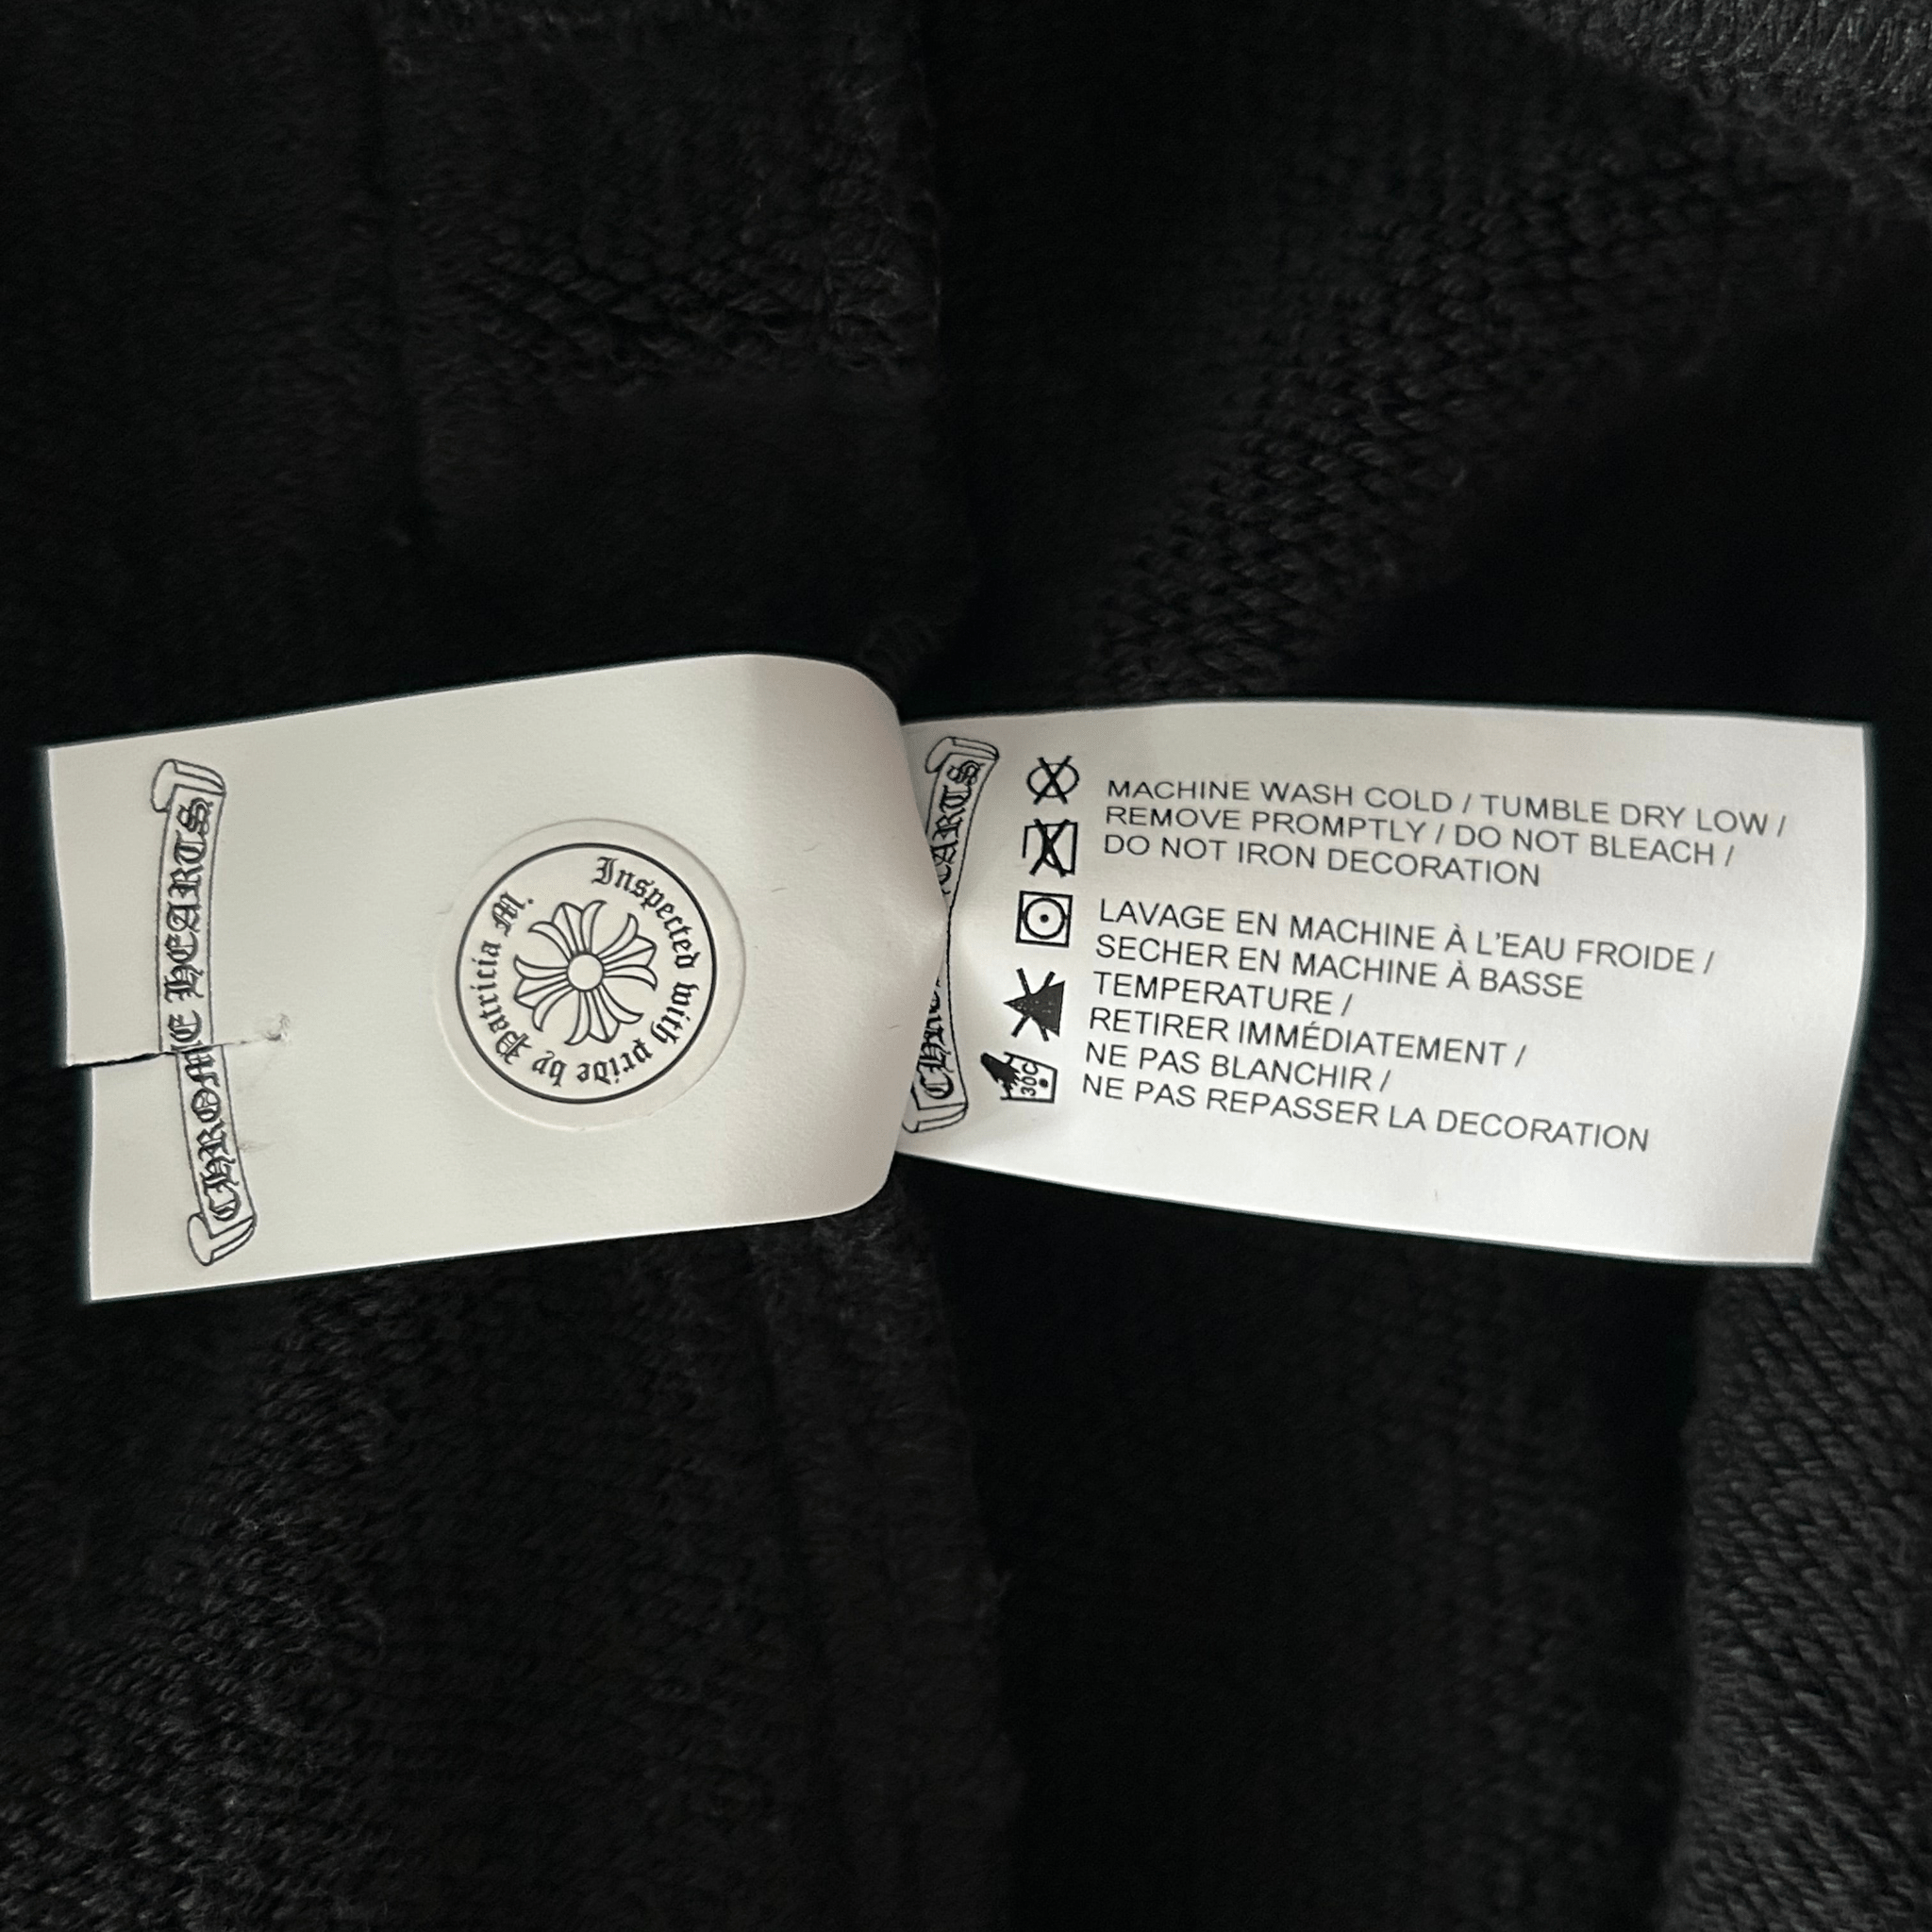 CHROME HEARTS
Inspected with pride by Patricia M.
CHROME HEARTS
MACHINE WASH COLD / TUMBLE DRY LOW /
REMOVE PROMPTLY / DO NOT BLEACH /
DO NOT IRON DECORATION
LAVAGE EN MACHINE À L'EAU FROIDE /
SECHER EN MACHINE À BASSE
TEMPERATURE /
RETIRER IMMÉDIATEMENT /
NE PAS BLANCHIR /
NE PAS REPASSER LA DECORATION
30C